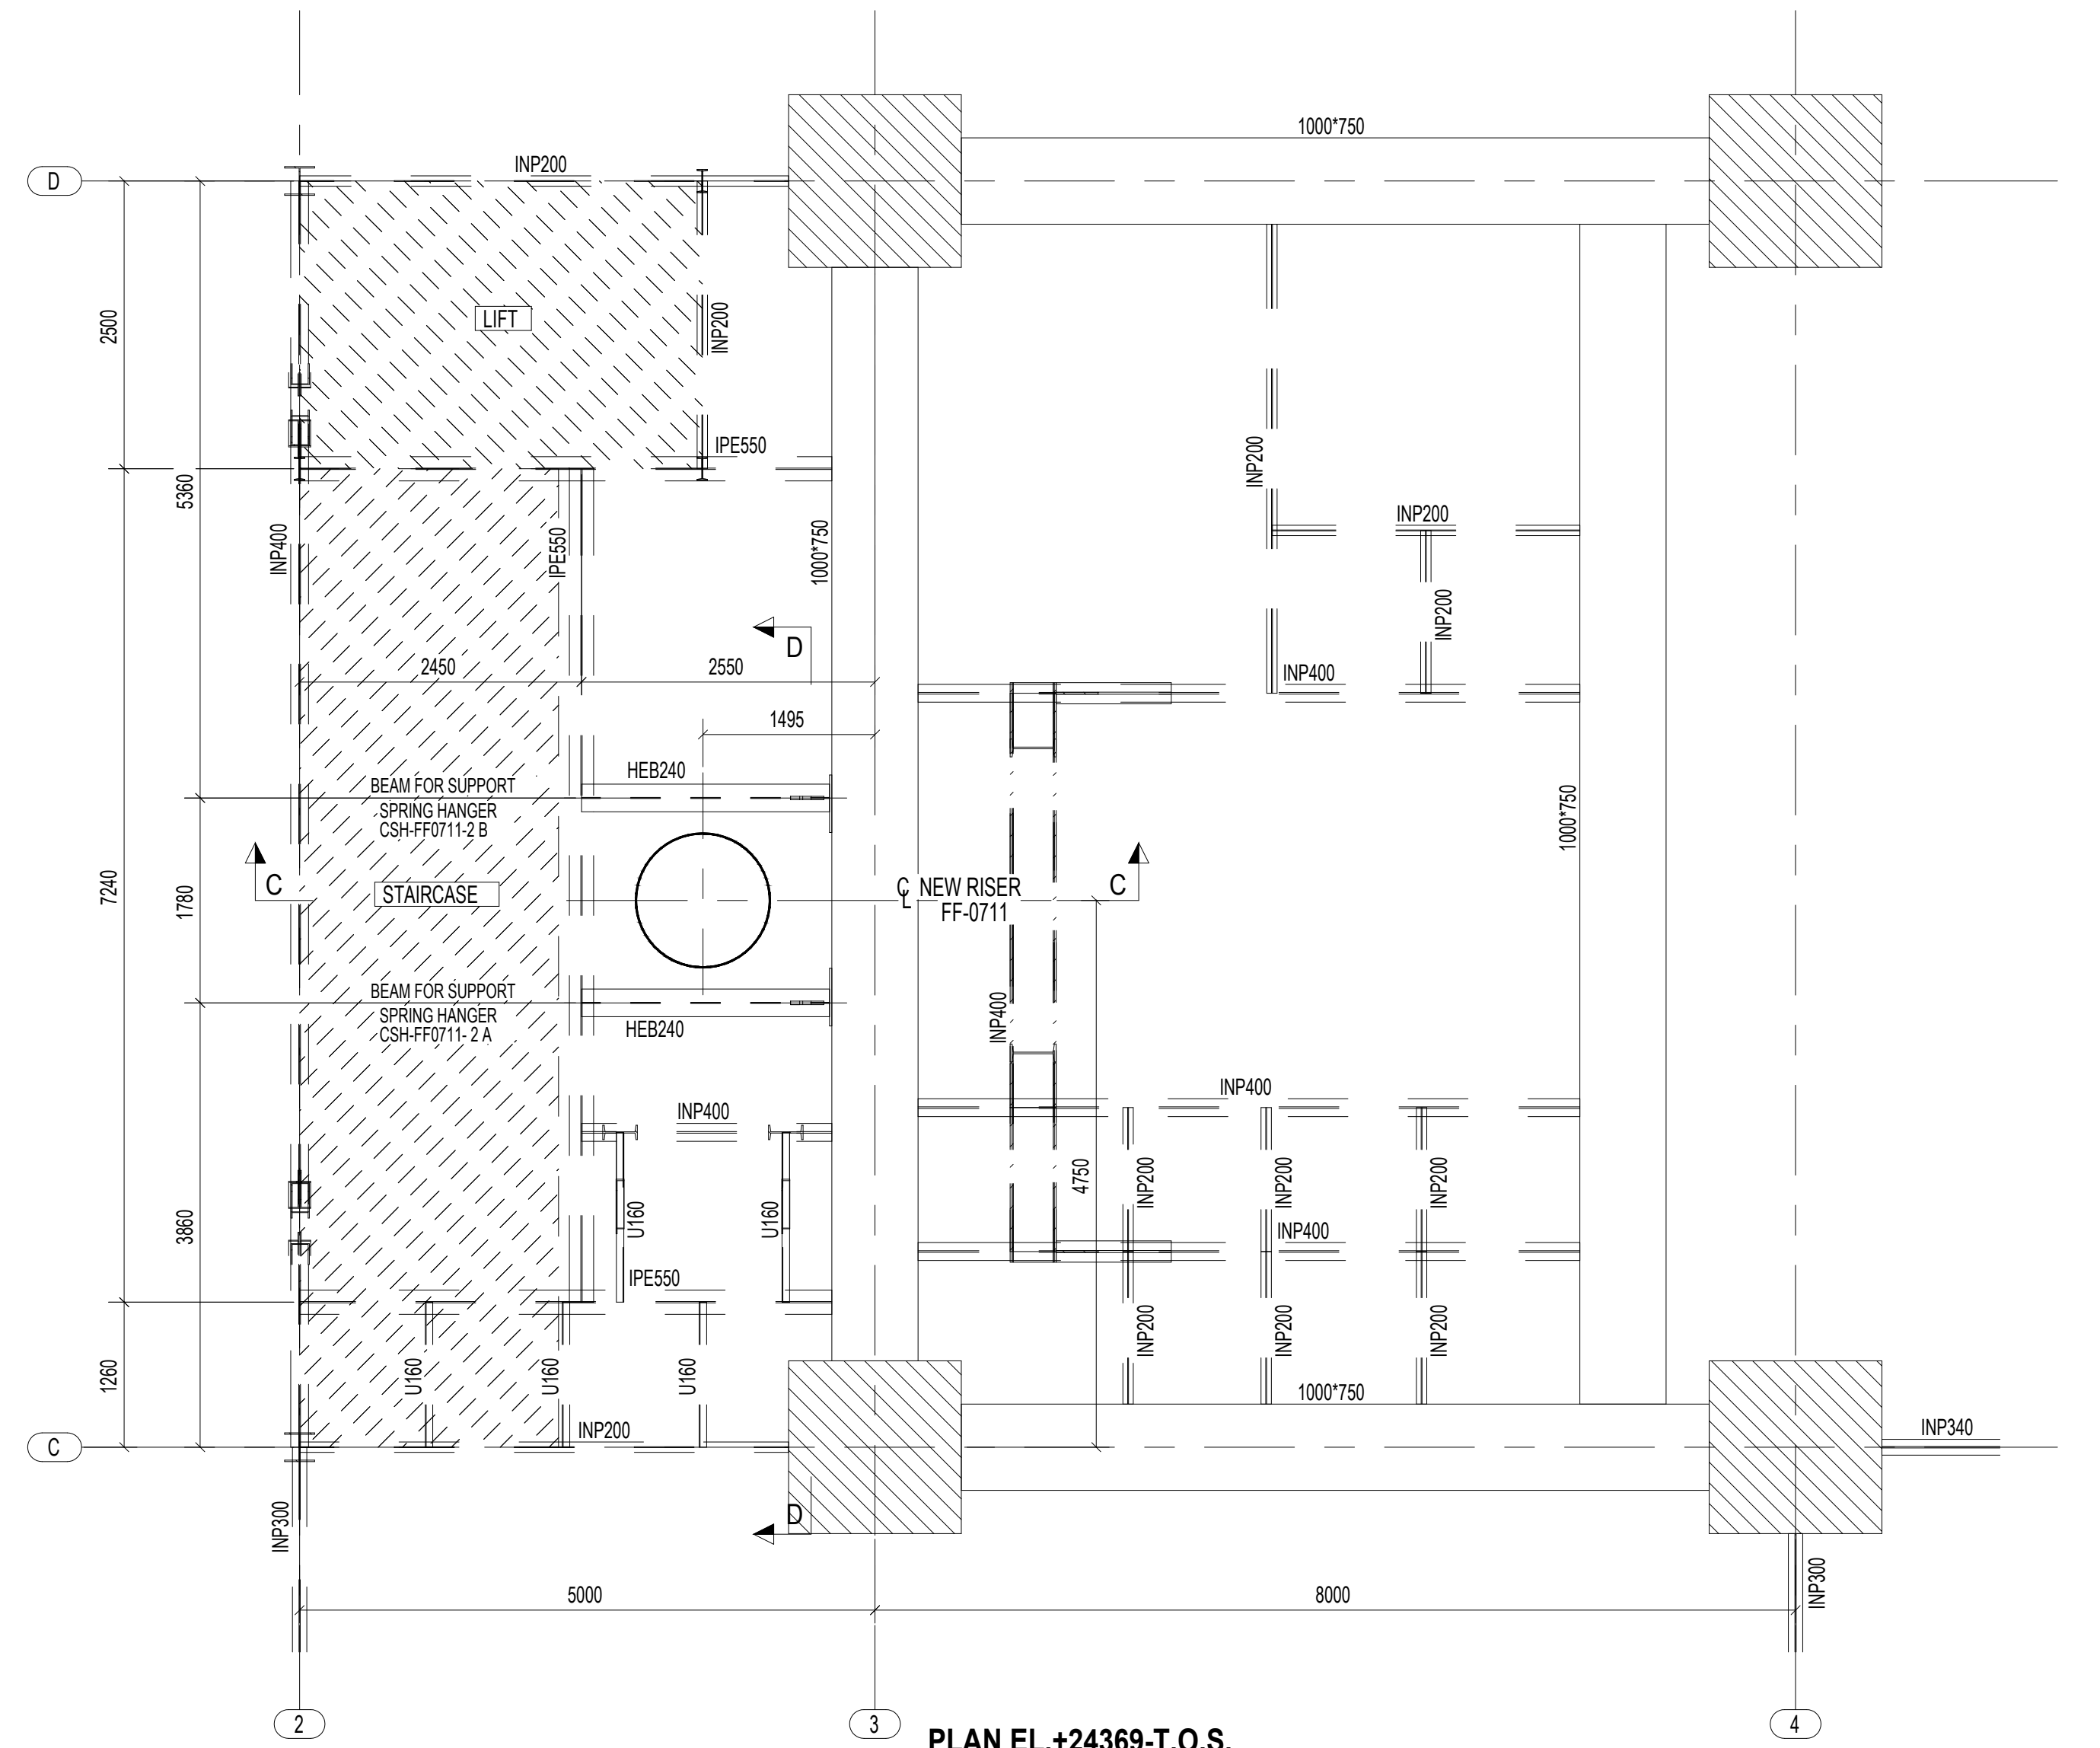 1000*750
D
INP200
2500
LIFT
INP200
IPE550
5360
INP200
INP400
IPE550
1000*750
INP200
INP200
D
2450
2550
INP400
1495
HEB240
BEAM FOR SUPPORT
SPRING HANGER
CSH-FF0711-2 B
1000*750
C
STAIRCASE
℄ NEW RISER
FF-0711
C
7240
1780
BEAM FOR SUPPORT
SPRING HANGER
CSH-FF0711- 2 A
HEB240
INP400
INP400
INP400
4750
INP200
INP200
INP200
3860
U160
U160
INP400
IPE550
1260
U160
U160
U160
INP200
INP200
INP200
1000*750
C
INP200
INP340
INP300
D
INP300
5000
8000
2
3
4
PLAN EL.+24369-T.O.S.